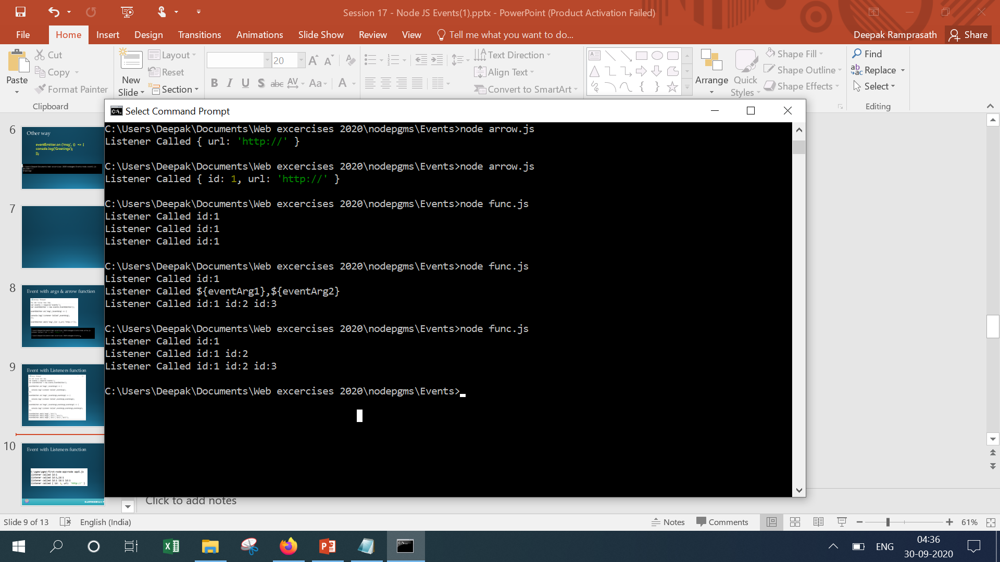 Session 17 - Node JS Events(1).pptx - PowerPoint (Product Activation Failed)
File Home Insert Design Transitions Animations Slide Show Review View Tell me what you want to do... Deepak Ramprasath Share
Paste
Cut
Copy
Format Painter
Clipboard
New Slide
Layout
Reset
Section
20
Text Direction
Align Text
Convert to SmartArt
Arrange
Quick Styles
Shape Fill
Shape Outline
Shape Effects
Find
Replace
Select
Editing
Select Command Prompt
C:\Users\Deepak\Documents\Web excercises 2020\nodepgms\Events>node arrow.js
Listener Called { url: 'http://' }
C:\Users\Deepak\Documents\Web excercises 2020\nodepgms\Events>node arrow.js
Listener Called { id: 1, url: 'http://' }
C:\Users\Deepak\Documents\Web excercises 2020\nodepgms\Events>node func.js
Listener Called id:1
Listener Called id:1
Listener Called id:1
C:\Users\Deepak\Documents\Web excercises 2020\nodepgms\Events>node func.js
Listener Called id:1
Listener Called ${eventArg1},${eventArg2}
Listener Called id:1 id:2 id:3
C:\Users\Deepak\Documents\Web excercises 2020\nodepgms\Events>node func.js
Listener Called id:1
Listener Called id:1 id:2
Listener Called id:1 id:2 id:3
C:\Users\Deepak\Documents\Web excercises 2020\nodepgms\Events>
6
Other way
eventEmitter.on ('msg', () => {
console.log('Greetings');
});
7
8
Event with args & arrow function
9
Event with Listeners function
10
Event with Listeners function
Click to add notes
Slide 9 of 13 English (India) Notes Comments 61%
ENG
04:36
30-09-2020